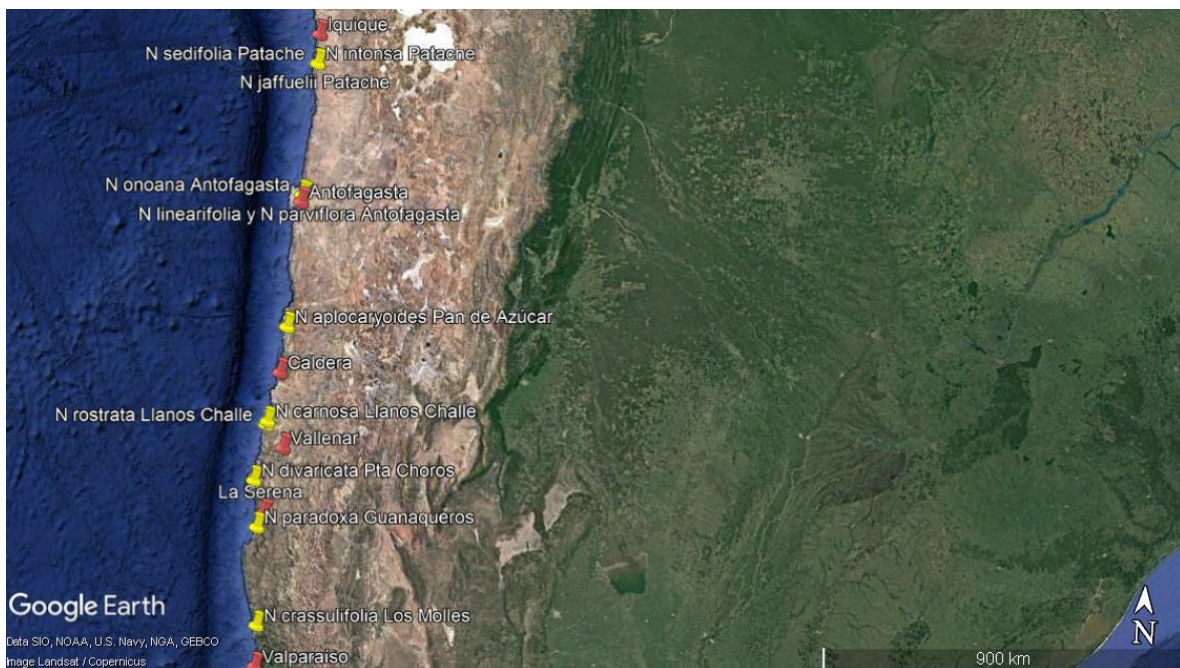 Iquique
N sedifolia Patache
N intonsa Patache
N jaffuelii Patache
N onoana Antofagasta
Antofagasta
N linearifolia y N parviflora Antofagasta
N aplocaryoides Pan de Azúcar
Caldera
N rostrata Llanos Challe
N carnosa Llanos Challe
Vallenar
N divaricata Pta Choros
La Serena
N paradoxa Guanaqueros
N crassulifolia Los Molles
Google Earth
Data SIO, NOAA, U.S. Navy, NGA, GEBCO
Image Landsat / Copernicus
Valparaíso
900 km
N